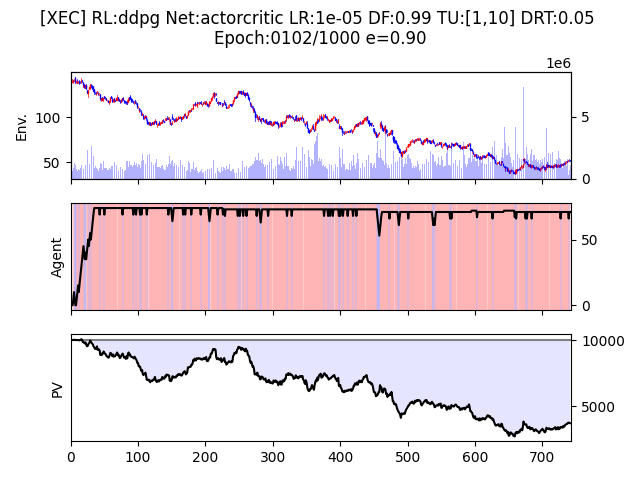 [XEC] RL:ddpg Net:actorcritic LR:1e-05 DF:0.99 TU:[1,10] DRT:0.05
Epoch:0102/1000 e=0.90
1e6
Env.
100
50
5
0
Agent
50
0
PV
10000
5000
0 100 200 300 400 500 600 700